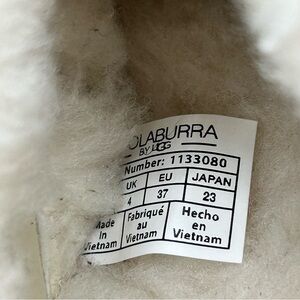 OLABURRA
BY UGG
Number: 1133080
UK EU JAPAN
4 37 23
Made Fabriqué Hecho
in au en
Vietnam Vietnam Vietnam